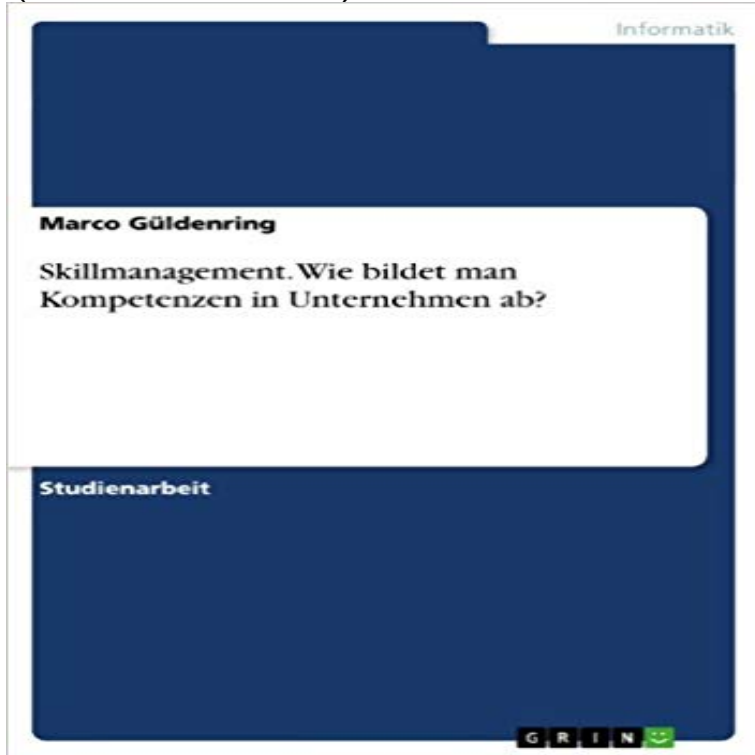 Informatik
Marco Güldenring
Skillmanagement. Wie bildet man
Kompetenzen in Unternehmen ab?
Studienarbeit
GRIN